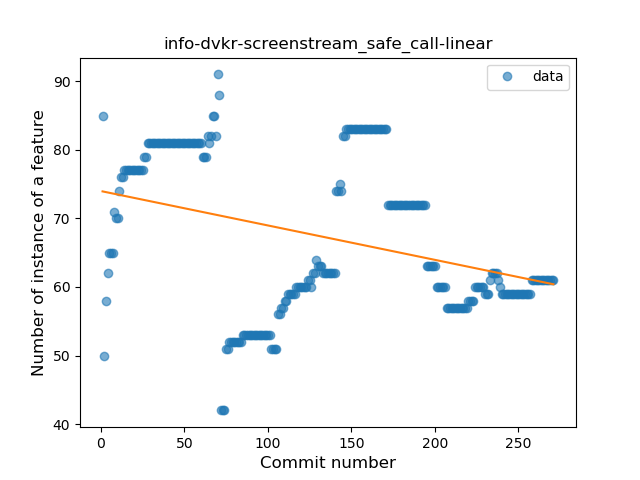 info-dvkr-screenstream_safe_call-linear
data
Number of instance of a feature
90
80
70
60
50
40
0 50 100 150 200 250
Commit number